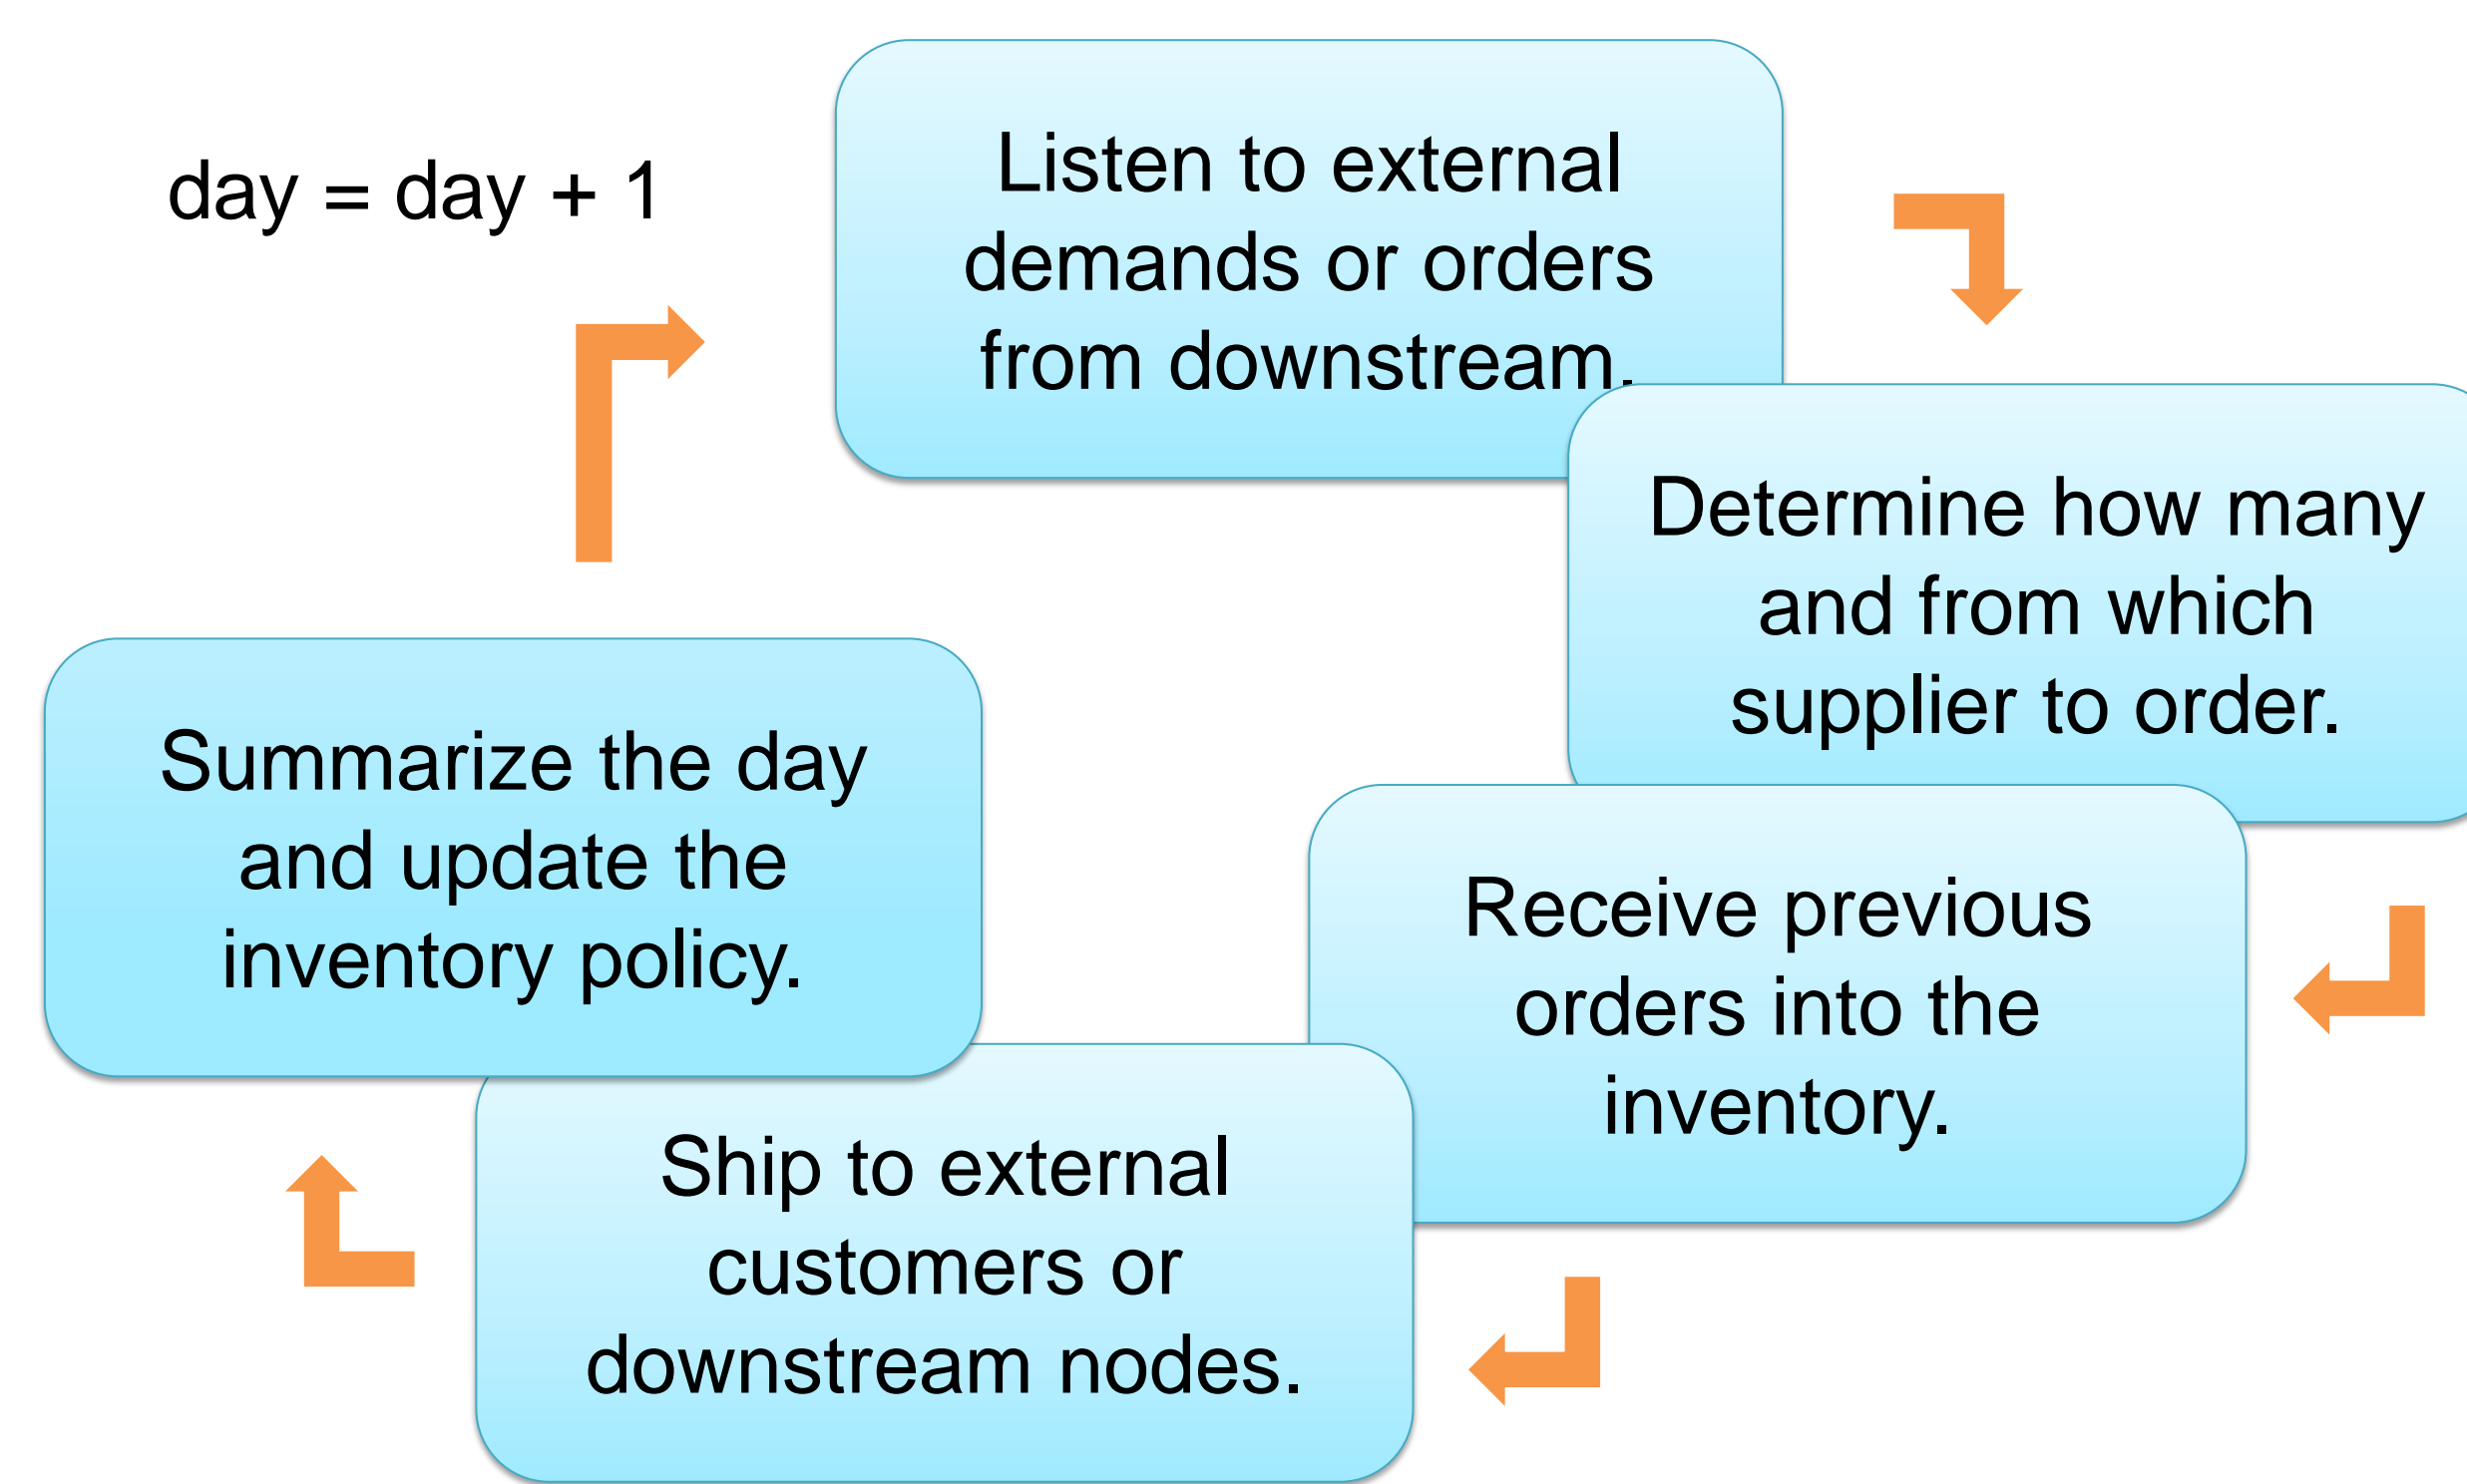 day = day + 1
Listen to external
demands or orders
from downstream.
Determine how many
and from which
supplier to order.
Receive previous
orders into the
inventory.
Ship to external
customers or
downstream nodes.
Summarize the day
and update the
inventory policy.